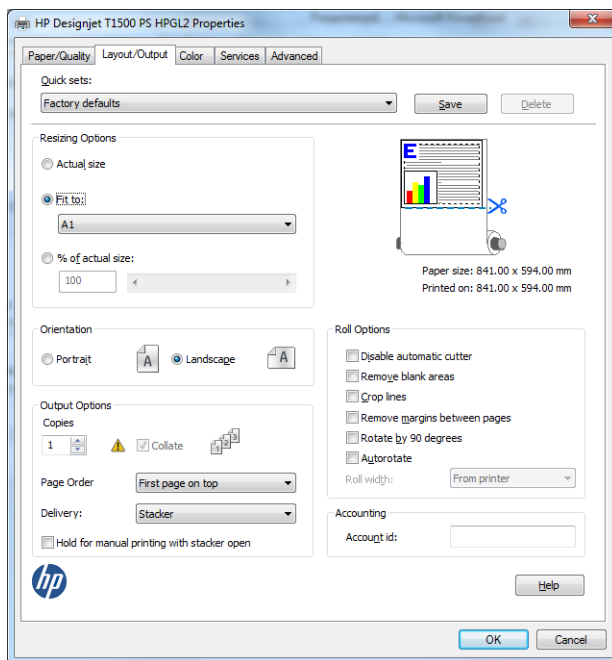 HP Designjet T1500 PS HPGL2 Properties
Paper/Quality Layout/Output Color Services Advanced
Quick sets:
Factory defaults Save Delete
Resizing Options
Actual size
Fit to:
A1
% of actual size:
100
E
Paper size: 841.00 x 594.00 mm
Printed on: 841.00 x 594.00 mm
Orientation
Portrait A Landscape A
Output Options
Copies
1 Collate 1 2 3
Page Order First page on top
Delivery: Stacker
Hold for manual printing with stacker open
Roll Options
Disable automatic cutter
Remove blank areas
Crop lines
Remove margins between pages
Rotate by 90 degrees
Autorotate
Roll width: From printer
Accounting
Account id:
hp
Help
OK Cancel